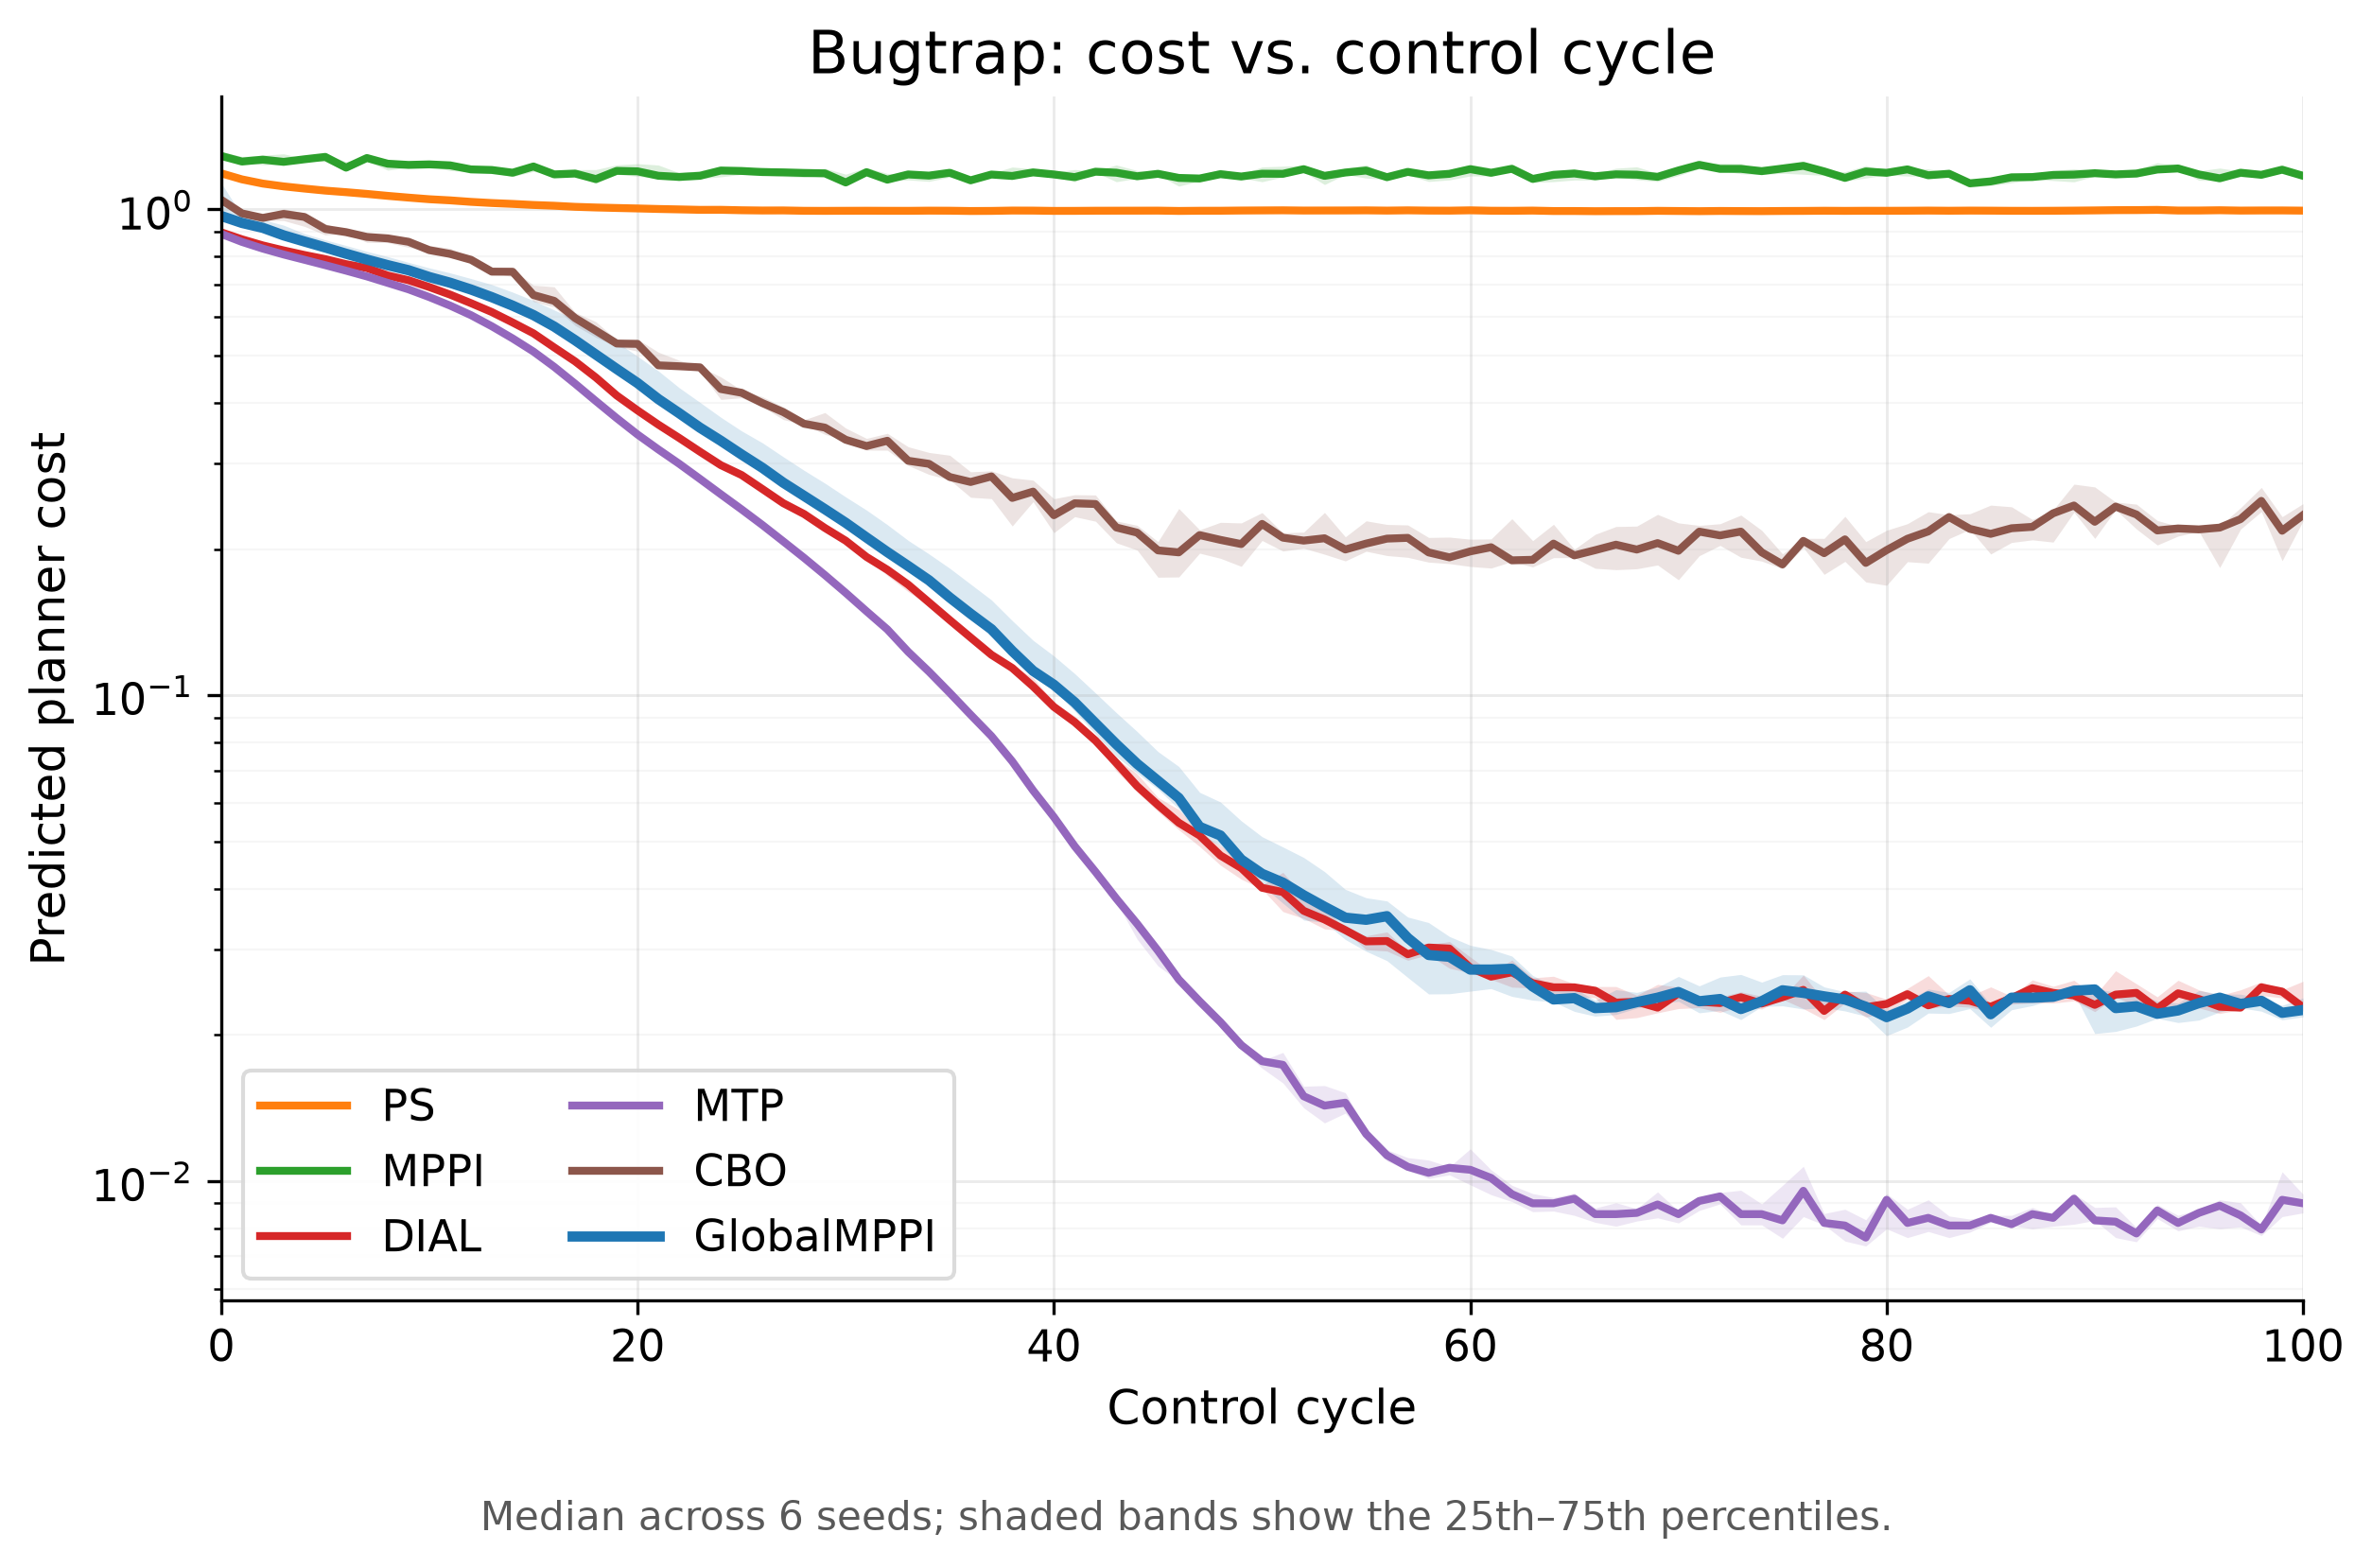 Bugtrap: cost vs. control cycle
Predicted planner cost
10⁰
10⁻¹
10⁻²
PS
MPPI
DIAL
MTP
CBO
GlobalMPPI
0 20 40 60 80 100
Control cycle
Median across 6 seeds; shaded bands show the 25th–75th percentiles.